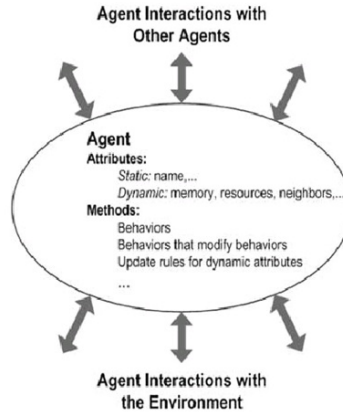 Agent Interactions with
Other Agents
Agent
Attributes:
Static: name,...
Dynamic: memory, resources, neighbors,...
Methods:
Behaviors
Behaviors that modify behaviors
Update rules for dynamic attributes
...
Agent Interactions with
the Environment